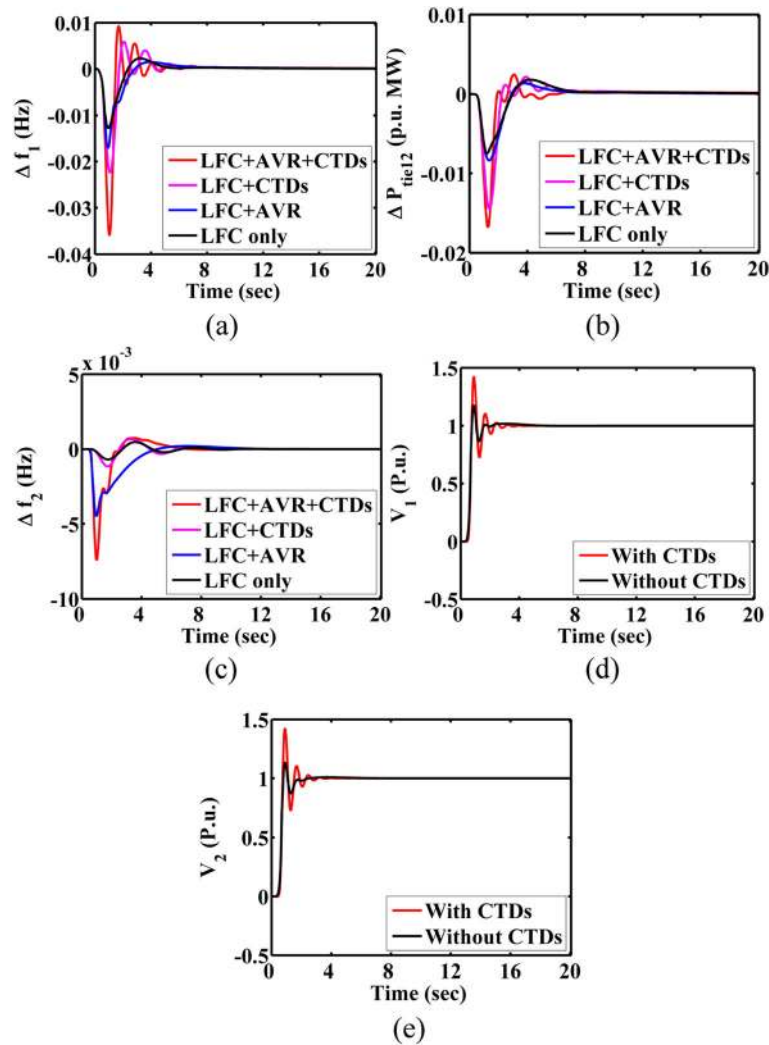 0.01
0
-0.01
-0.02
-0.03
-0.04
Δ f1 (Hz)
LFC+AVR+CTDs
LFC+CTDs
LFC+AVR
LFC only
0 4 8 12 16 20
Time (sec)
(a)
0.01
0
-0.01
-0.02
Δ Ptie12 (p.u. MW)
LFC+AVR+CTDs
LFC+CTDs
LFC+AVR
LFC only
0 4 8 12 16 20
Time (sec)
(b)
x 10-3
5
0
-5
-10
Δ f2 (Hz)
LFC+AVR+CTDs
LFC+CTDs
LFC+AVR
LFC only
0 4 8 12 16 20
Time (sec)
(c)
1.5
1
0.5
0
-0.5
V1 (P.u.)
With CTDs
Without CTDs
0 4 8 12 16 20
Time (sec)
(d)
1.5
1
0.5
0
-0.5
V2 (P.u.)
With CTDs
Without CTDs
0 4 8 12 16 20
Time (sec)
(e)